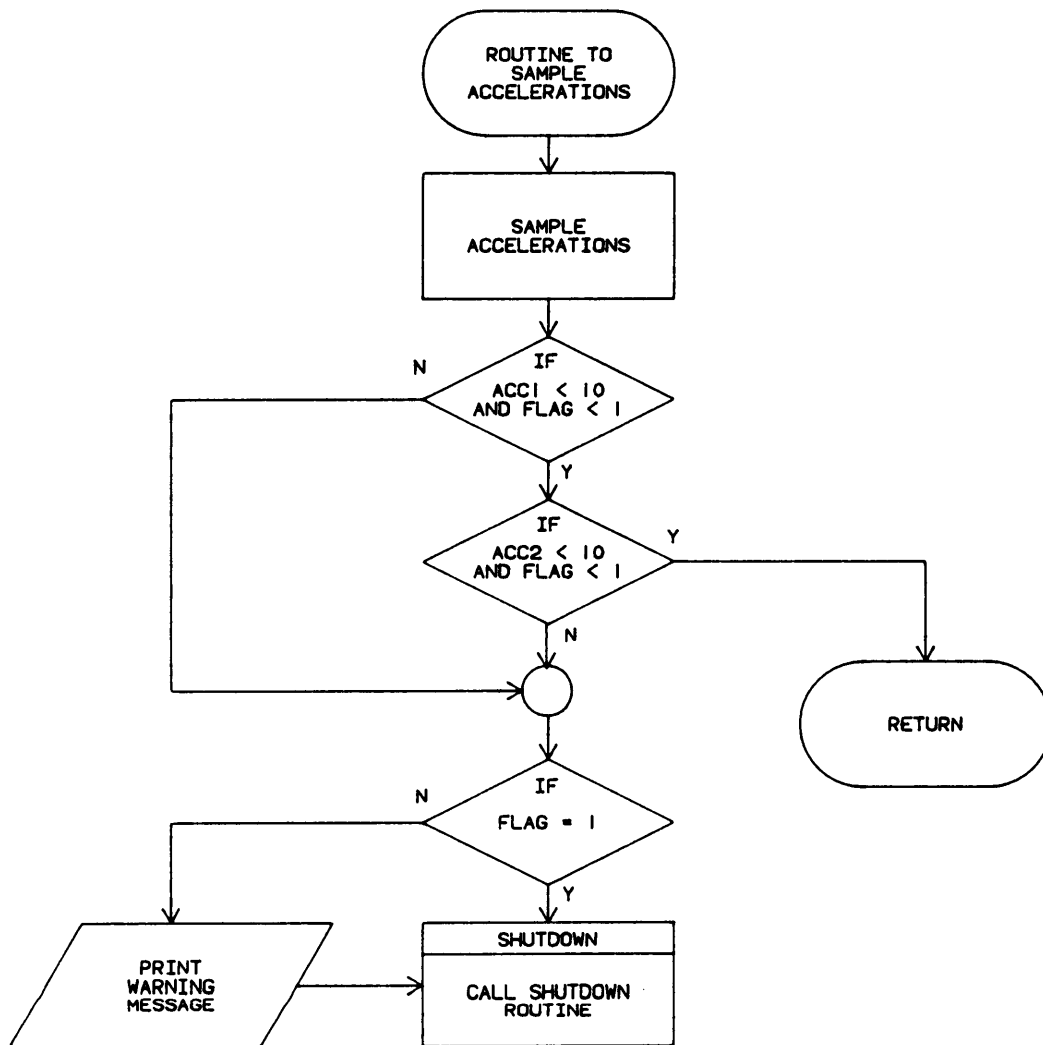 ROUTINE TO
SAMPLE
ACCELERATIONS
SAMPLE
ACCELERATIONS
N
IF
ACC1 < 10
AND FLAG < 1
Y
IF
ACC2 < 10
AND FLAG < 1
Y
N
RETURN
N
IF
FLAG = 1
Y
PRINT
WARNING
MESSAGE
SHUTDOWN
CALL SHUTDOWN
ROUTINE